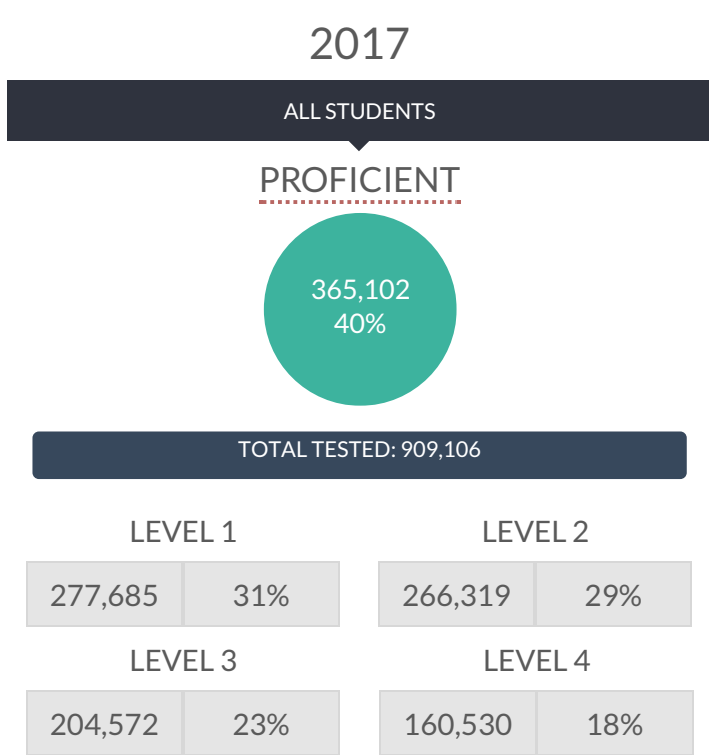 2017
ALL STUDENTS
PROFICIENT
365,102
40%
TOTAL TESTED: 909,106
LEVEL 1
277,685 31%
LEVEL 2
266,319 29%
LEVEL 3
204,572 23%
LEVEL 4
160,530 18%